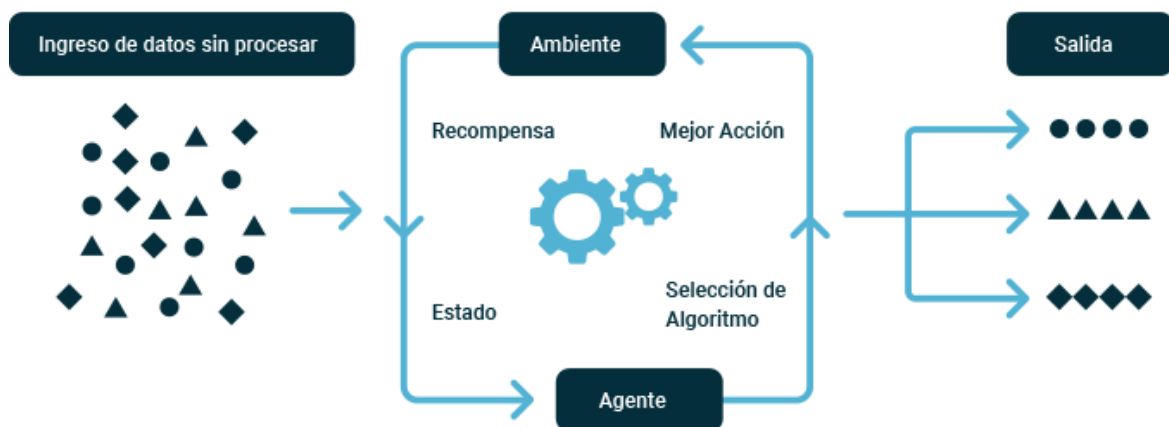 Ingreso de datos sin procesar
Ambiente
Salida
Recompensa
Mejor Acción
Estado
Selección de
Algoritmo
Agente